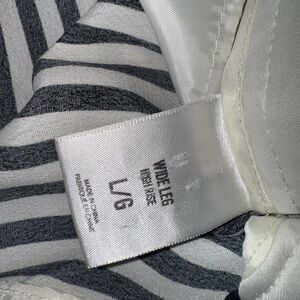 WIDE LEG
HIGH RISE
L/G
MADE IN CHINA
FABRIQUÉ EN CHINE